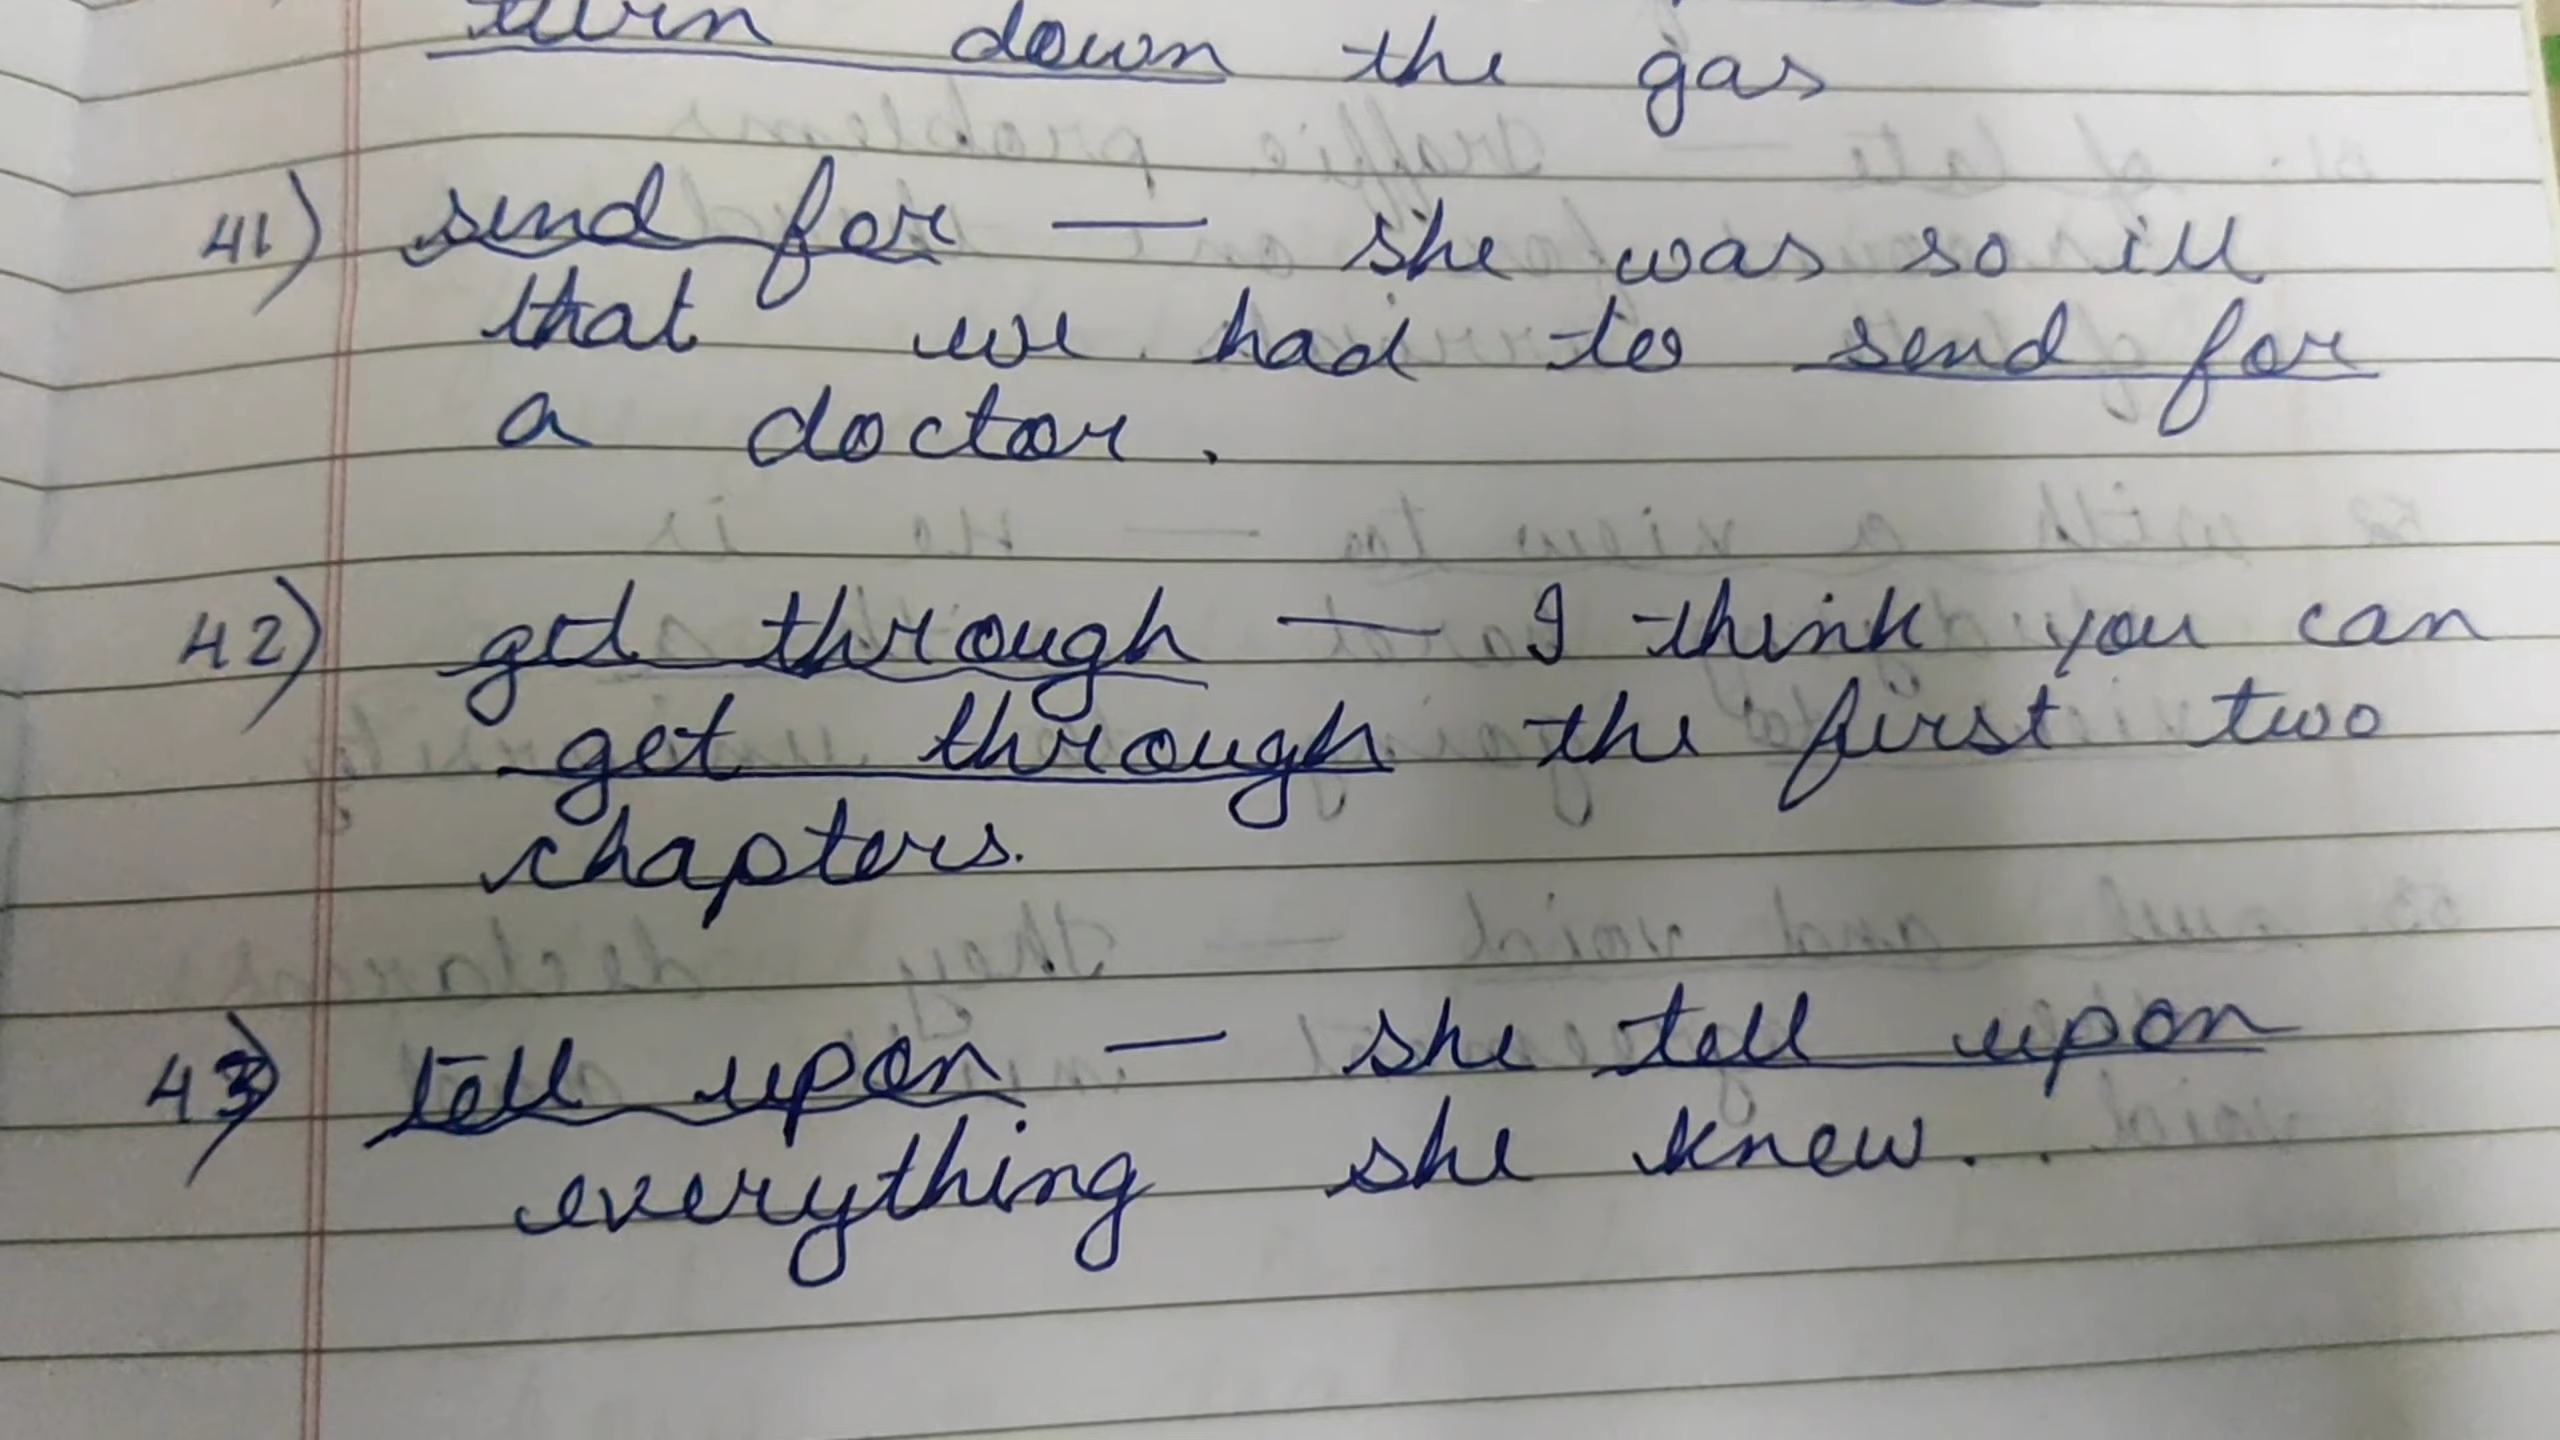 turn down the gas
41) send for — she was so ill
that we had to send for
a doctor.
42) get through — I think you can
get through the first two
chapters.
43) tell upon — she tell upon
everything she knew.